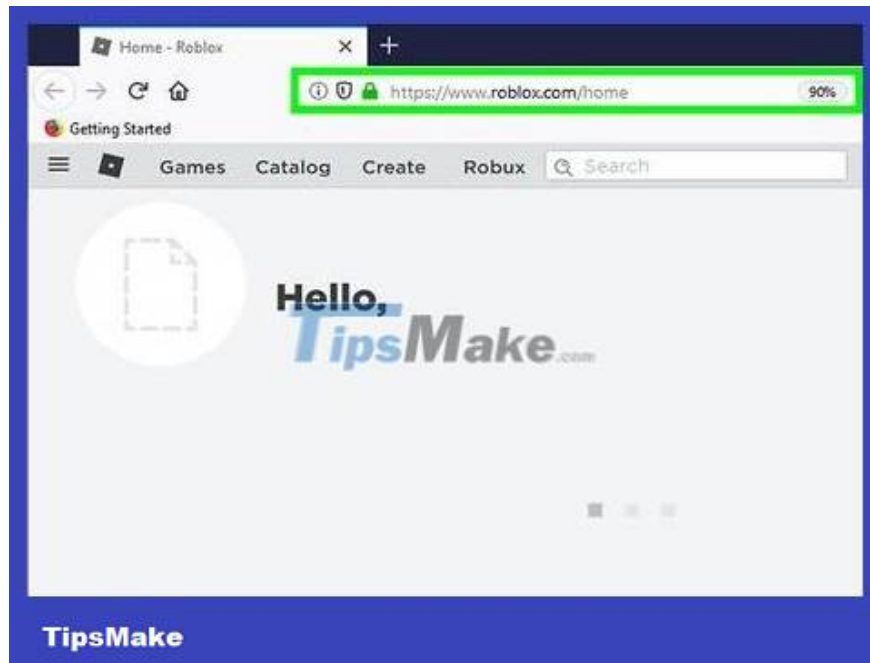 Home - Roblox
https://www.roblox.com/home 90%
Getting Started
Games Catalog Create Robux Search
Hello,
TipsMake.com
TipsMake